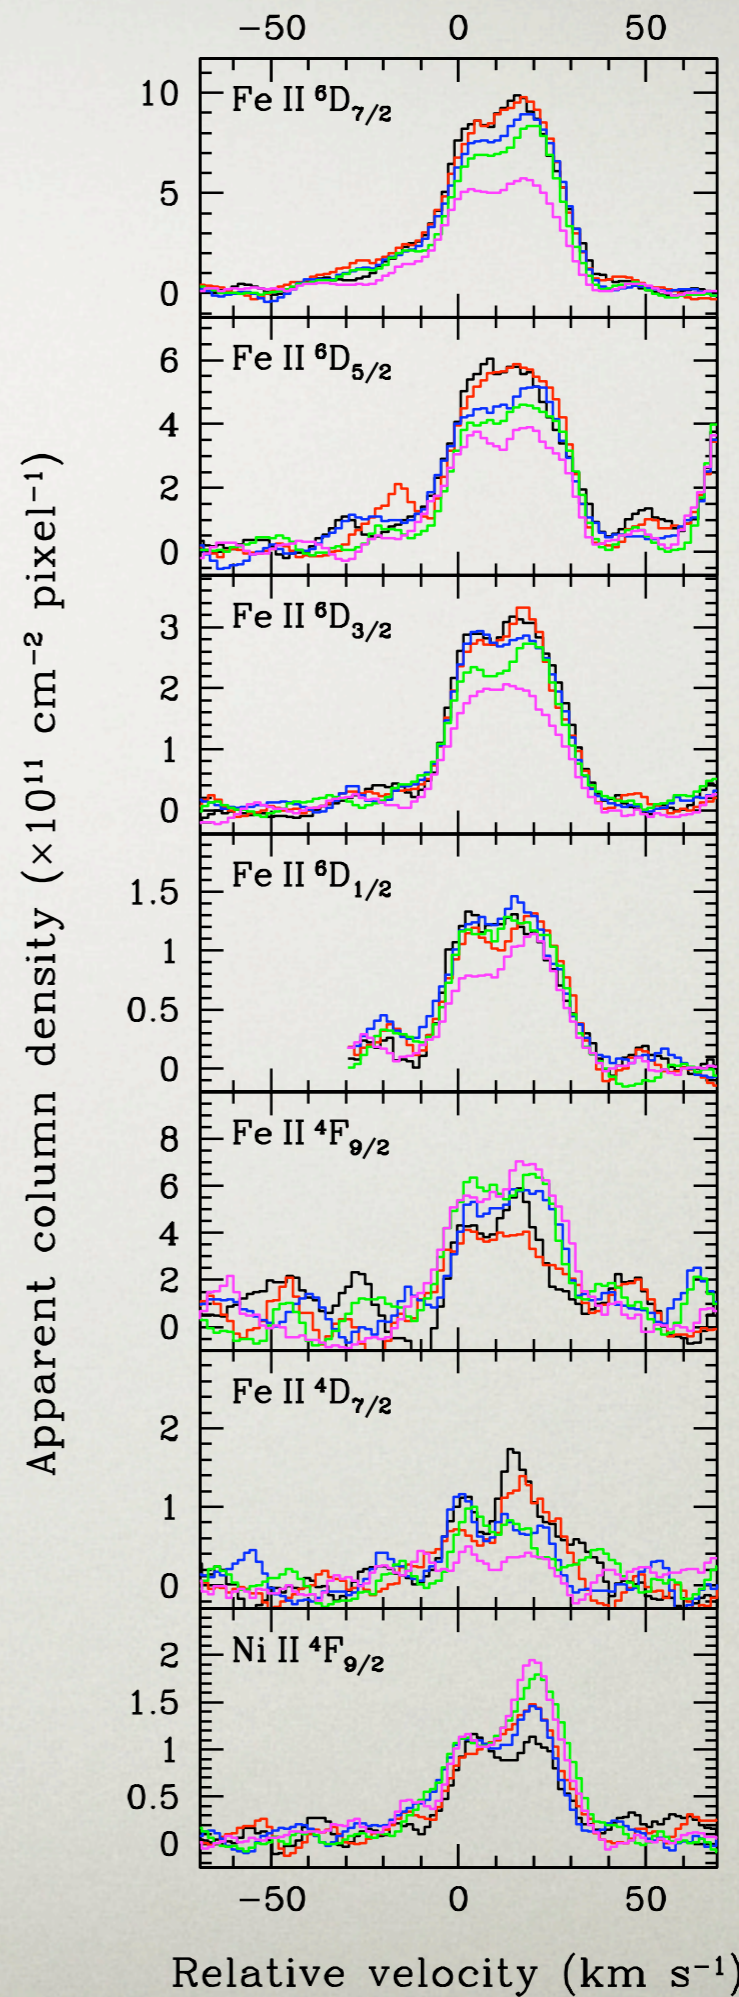 −50 0 50
Fe II ⁶D₇/₂
10
5
0
Fe II ⁶D₅/₂
6
4
2
0
Fe II ⁶D₃/₂
3
2
1
0
Fe II ⁶D₁/₂
1.5
1
0.5
0
Fe II ⁴F₉/₂
8
6
4
2
0
Fe II ⁴D₇/₂
2
1
0
Ni II ⁴F₉/₂
2
1.5
1
0.5
0
−50 0 50
Apparent column density (×10¹¹ cm⁻² pixel⁻¹)
Relative velocity (km s⁻¹)